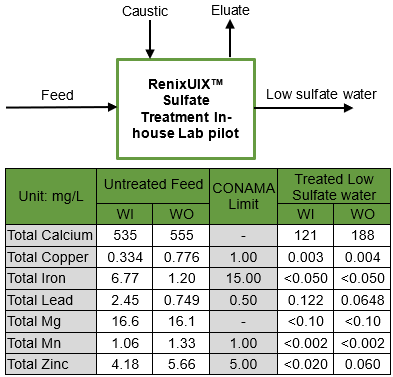 Caustic Eluate
RenixUIX™
Sulfate
Treatment In-
house Lab pilot
Feed
Low sulfate water
Unit: mg/L Untreated Feed CONAMA Limit Treated Low Sulfate water
WI WO WI WO
Total Calcium 535 555 - 121 188
Total Copper 0.334 0.776 1.00 0.003 0.004
Total Iron 6.77 1.20 15.00 <0.050 <0.050
Total Lead 2.45 0.749 0.50 0.122 0.0648
Total Mg 16.6 16.1 - <0.10 <0.10
Total Mn 1.06 1.33 1.00 <0.002 <0.002
Total Zinc 4.18 5.66 5.00 <0.020 0.060